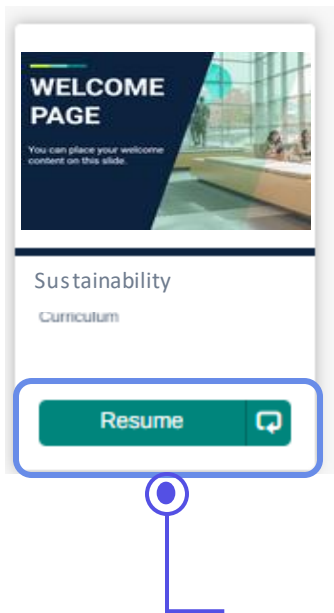 WELCOME
PAGE
You can place your welcome
content on this slide.
Sustainability
Curriculum
Resume